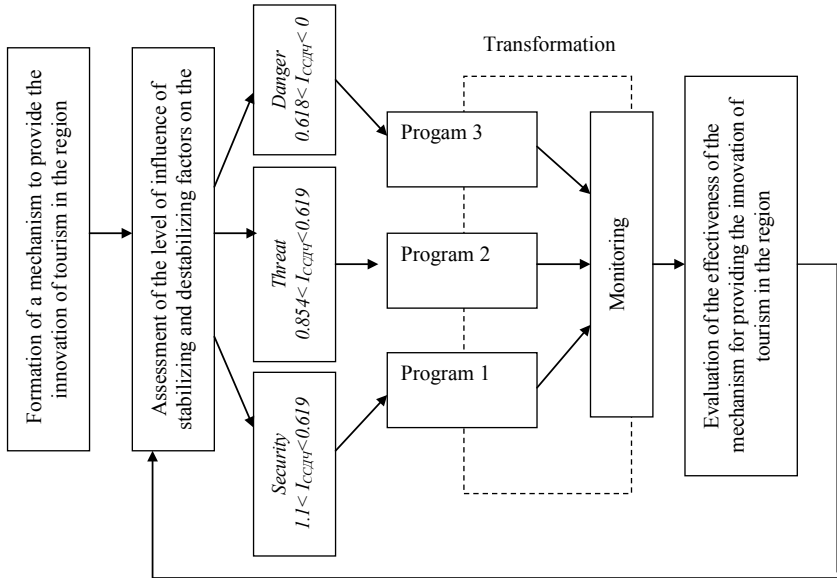 Formation of a mechanism to provide the
innovation of tourism in the region
Assessment of the level of influence of
stabilizing and destabilizing factors on the
Danger
0.618< I_ССДЧ< 0
Threat
0.854< I_ССДЧ<0.619
Security
1.1< I_ССДЧ<0.619
Transformation
Progam 3
Program 2
Program 1
Monitoring
Evaluation of the effectiveness of the
mechanism for providing the innovation of
tourism in the region